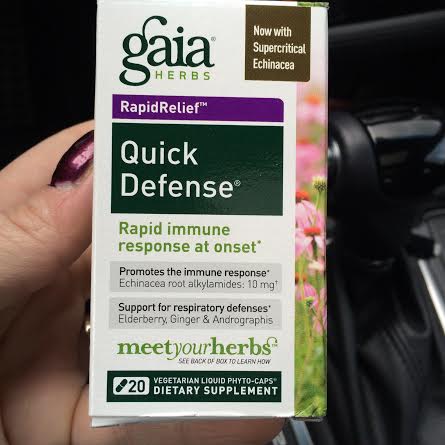 gaia®
HERBS
Now with
Supercritical
Echinacea
RapidRelief™
Quick
Defense®
Rapid immune
response at onset*
Promotes the immune response*
Echinacea root alkylamides: 10 mg†
Support for respiratory defenses*
Elderberry, Ginger & Andrographis
meetyourherbs™
SEE BACK OF BOX TO LEARN HOW
20 VEGETARIAN LIQUID PHYTO-CAPS®
DIETARY SUPPLEMENT